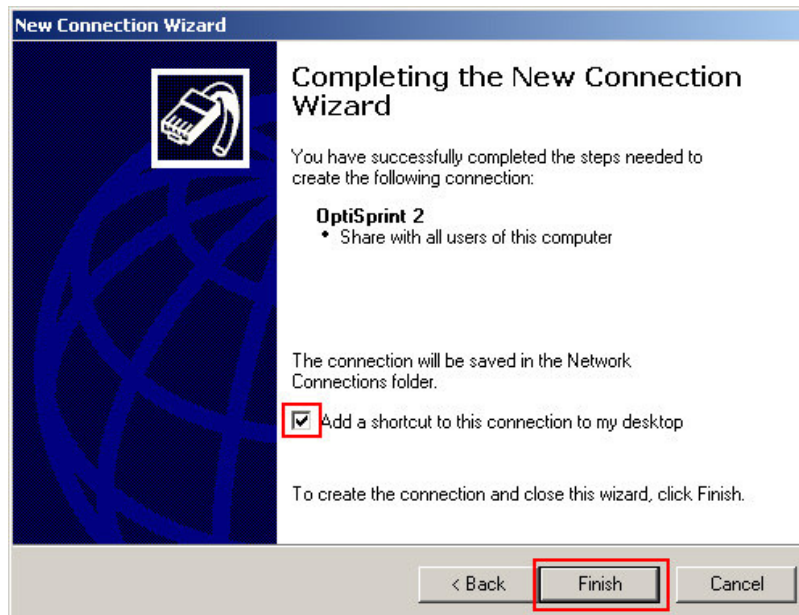 New Connection Wizard
Completing the New Connection
Wizard
You have successfully completed the steps needed to
create the following connection:
OptiSprint 2
• Share with all users of this computer
The connection will be saved in the Network
Connections folder.
Add a shortcut to this connection to my desktop
To create the connection and close this wizard, click Finish.
< Back Finish Cancel